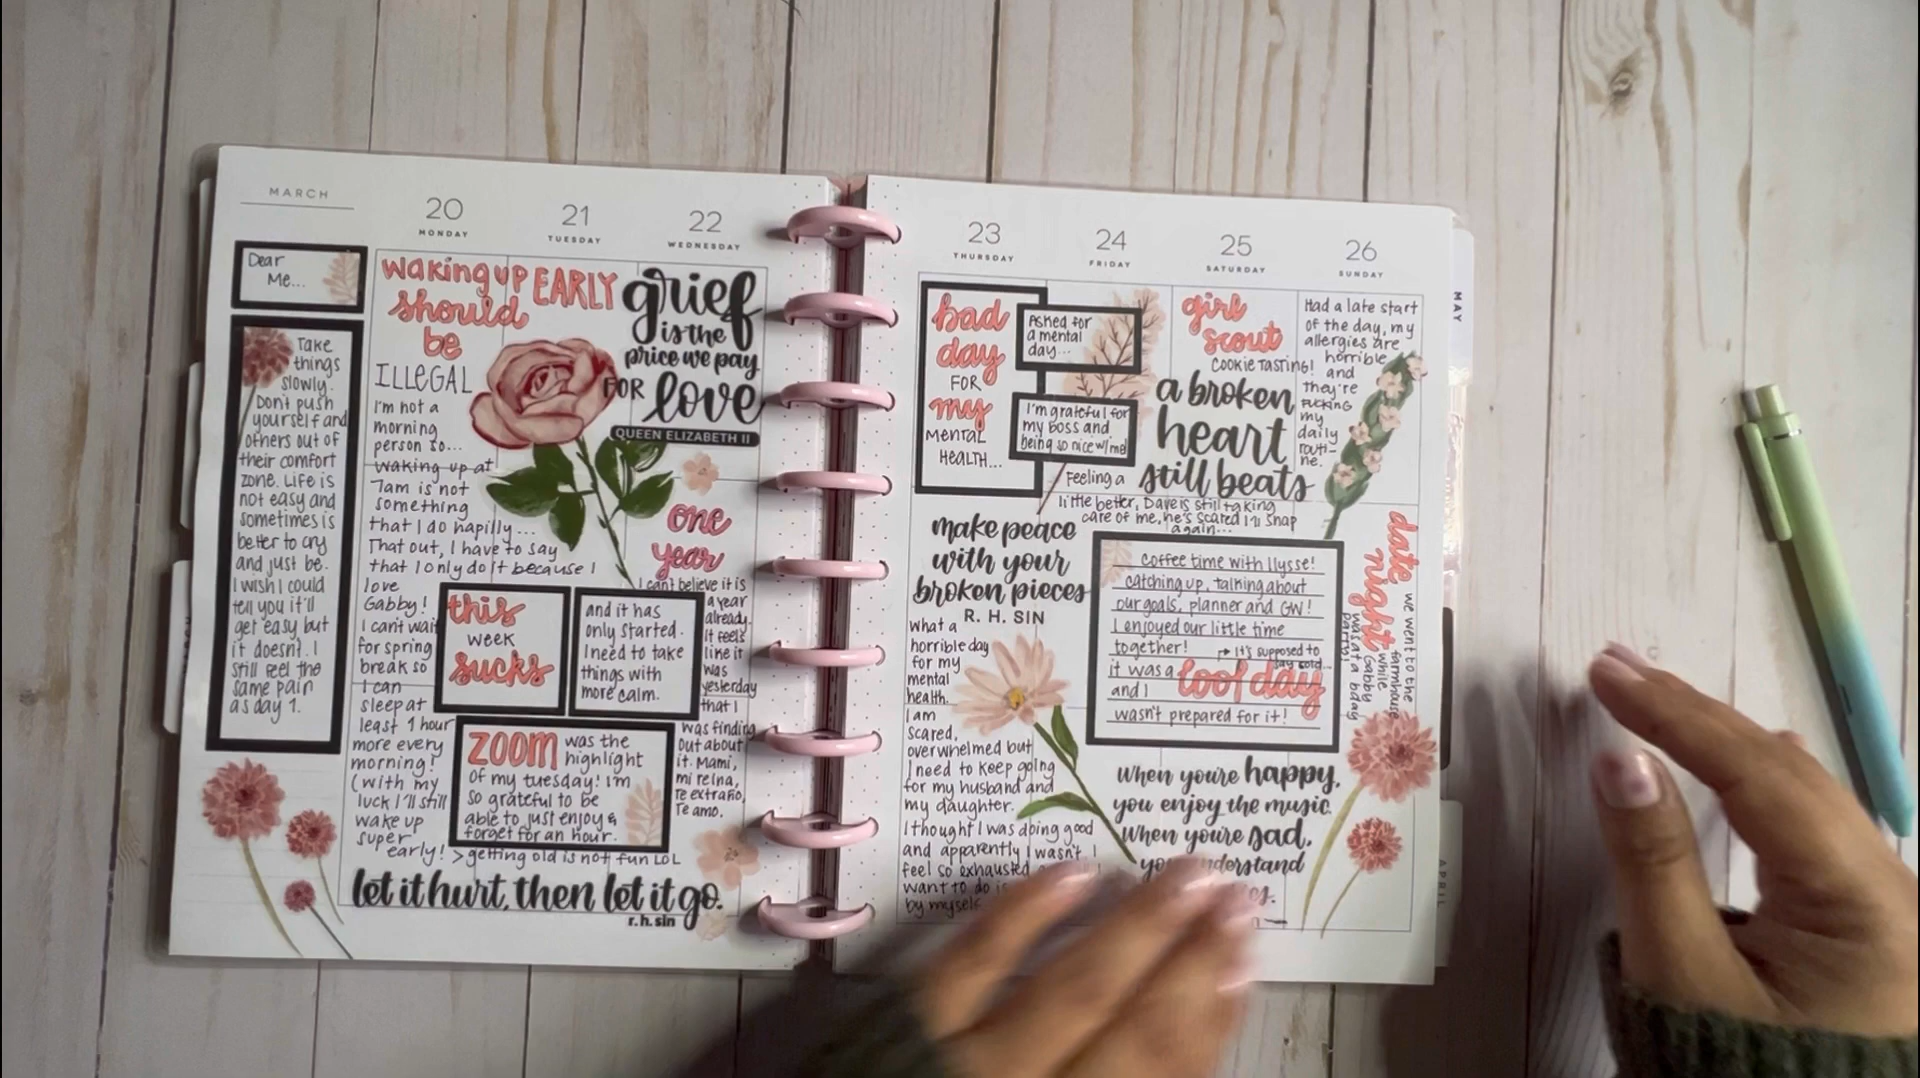 MARCH
20
MONDAY
21
TUESDAY
22
WEDNESDAY
Dear
Me...
Take
things
slowly.
Don't push
yourself and
others out of
their comfort
zone. Life is
not easy and
sometimes is
better to cry
and just be.
I wish I could
tell you it'll
get easy but
it doesn't. I
still feel the
same pain
as day 1.
waking up EARLY
should
be
ILLEGAL
I'm not a
morning
person so...
waking up at
7am is not
something
that I do happily...
That out, I have to say
that I only do it because I
love
Gabby!
I can't wait
for spring
break so
I can
sleep at
least 1 hour
more every
morning!
(with my
luck I'll still
wake up
super
early! > getting old is not fun LOL
grief
is the
price we pay
FOR love
QUEEN ELIZABETH II
one
year
I can't believe it is
a year
already.
It feels
like it
was
yesterday
that I
was finding
out about
it. Mami,
mi reina,
Te extraño,
Te amo.
this
week
sucks
and it has
only started.
I need to take
things with
more calm.
ZOOM was the
highlight
of my tuesday! I'm
so grateful to be
able to just enjoy &
forget for an hour.
let it hurt, then let it go.
r.h. sin
23
THURSDAY
24
FRIDAY
25
SATURDAY
26
SUNDAY
bad
day
FOR
my
MENTAL
HEALTH...
Asked for
a mental
day...
I'm grateful for
my boss and
being so nice w/me!
Feeling a
little better, Dave is still taking
care of me, he's scared I'll snap
again...
girl
scout
COOKIE TASTING!
a broken
heart
still beats
Had a late start
of the day, my
allergies are
horrible
and
they're
FUCKING
my
daily
routi-
ne.
make peace
with your
broken pieces
R. H. SIN
What a
horrible day
for my
mental
health.
I am
scared,
overwhelmed but
I need to keep going
for my husband and
my daughter.
I thought I was doing good
and apparently I wasn't. I
feel so exhausted
want to do is
by myself
Coffee time with Ilysse!
catching up, talking about
our goals, planner and GW!
I enjoyed our little time
together! it's supposed to
say cold...
it was a cool day
and I
wasn't prepared for it!
date
night
we went to the
farmhouse
while
Gabby
was at a bday
party!
when you're happy,
you enjoy the music.
when you're sad,
you understand
MAY
APRIL